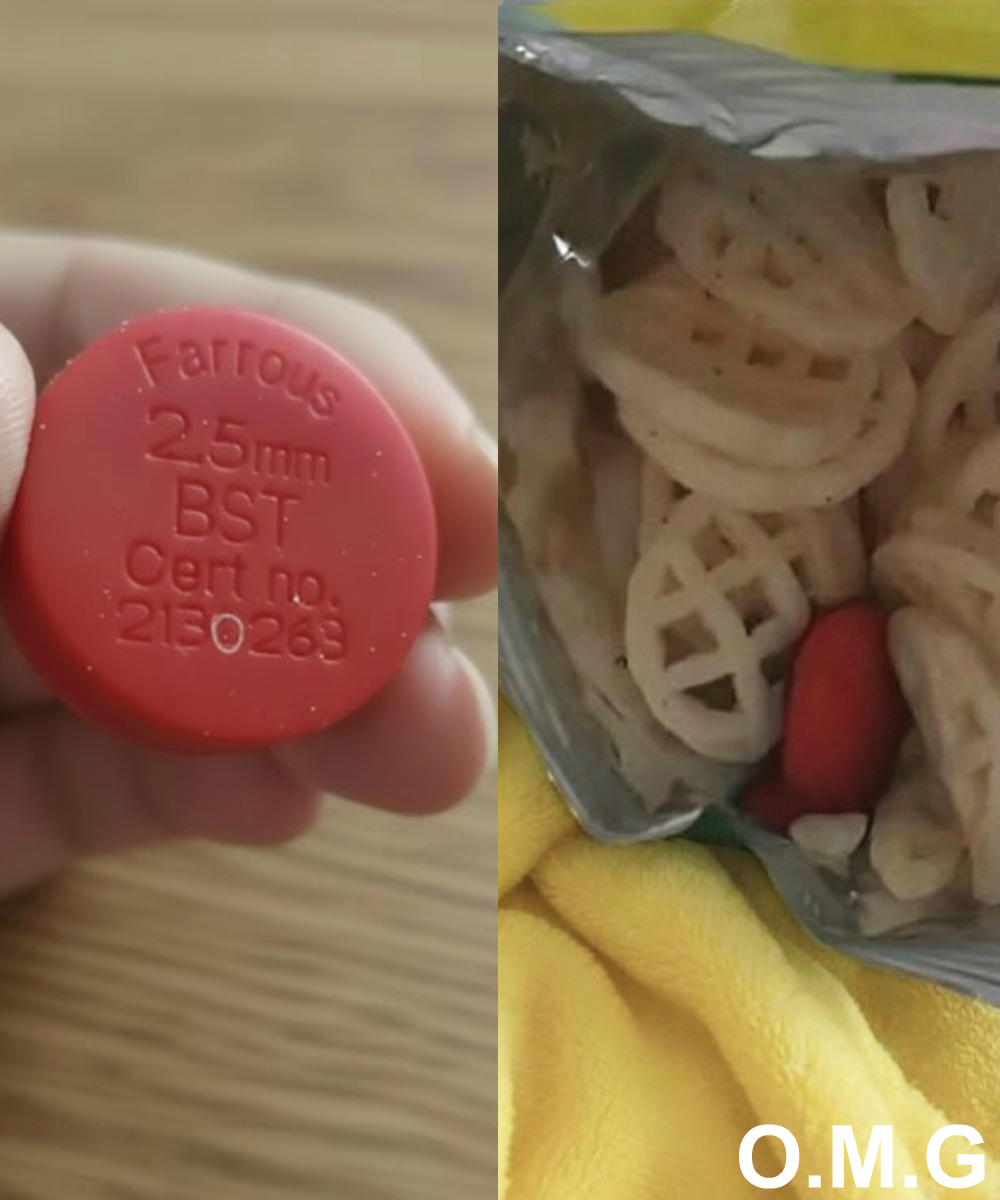 Farrous
2.5mm
BST
Cert no.
2130263
O.M.G